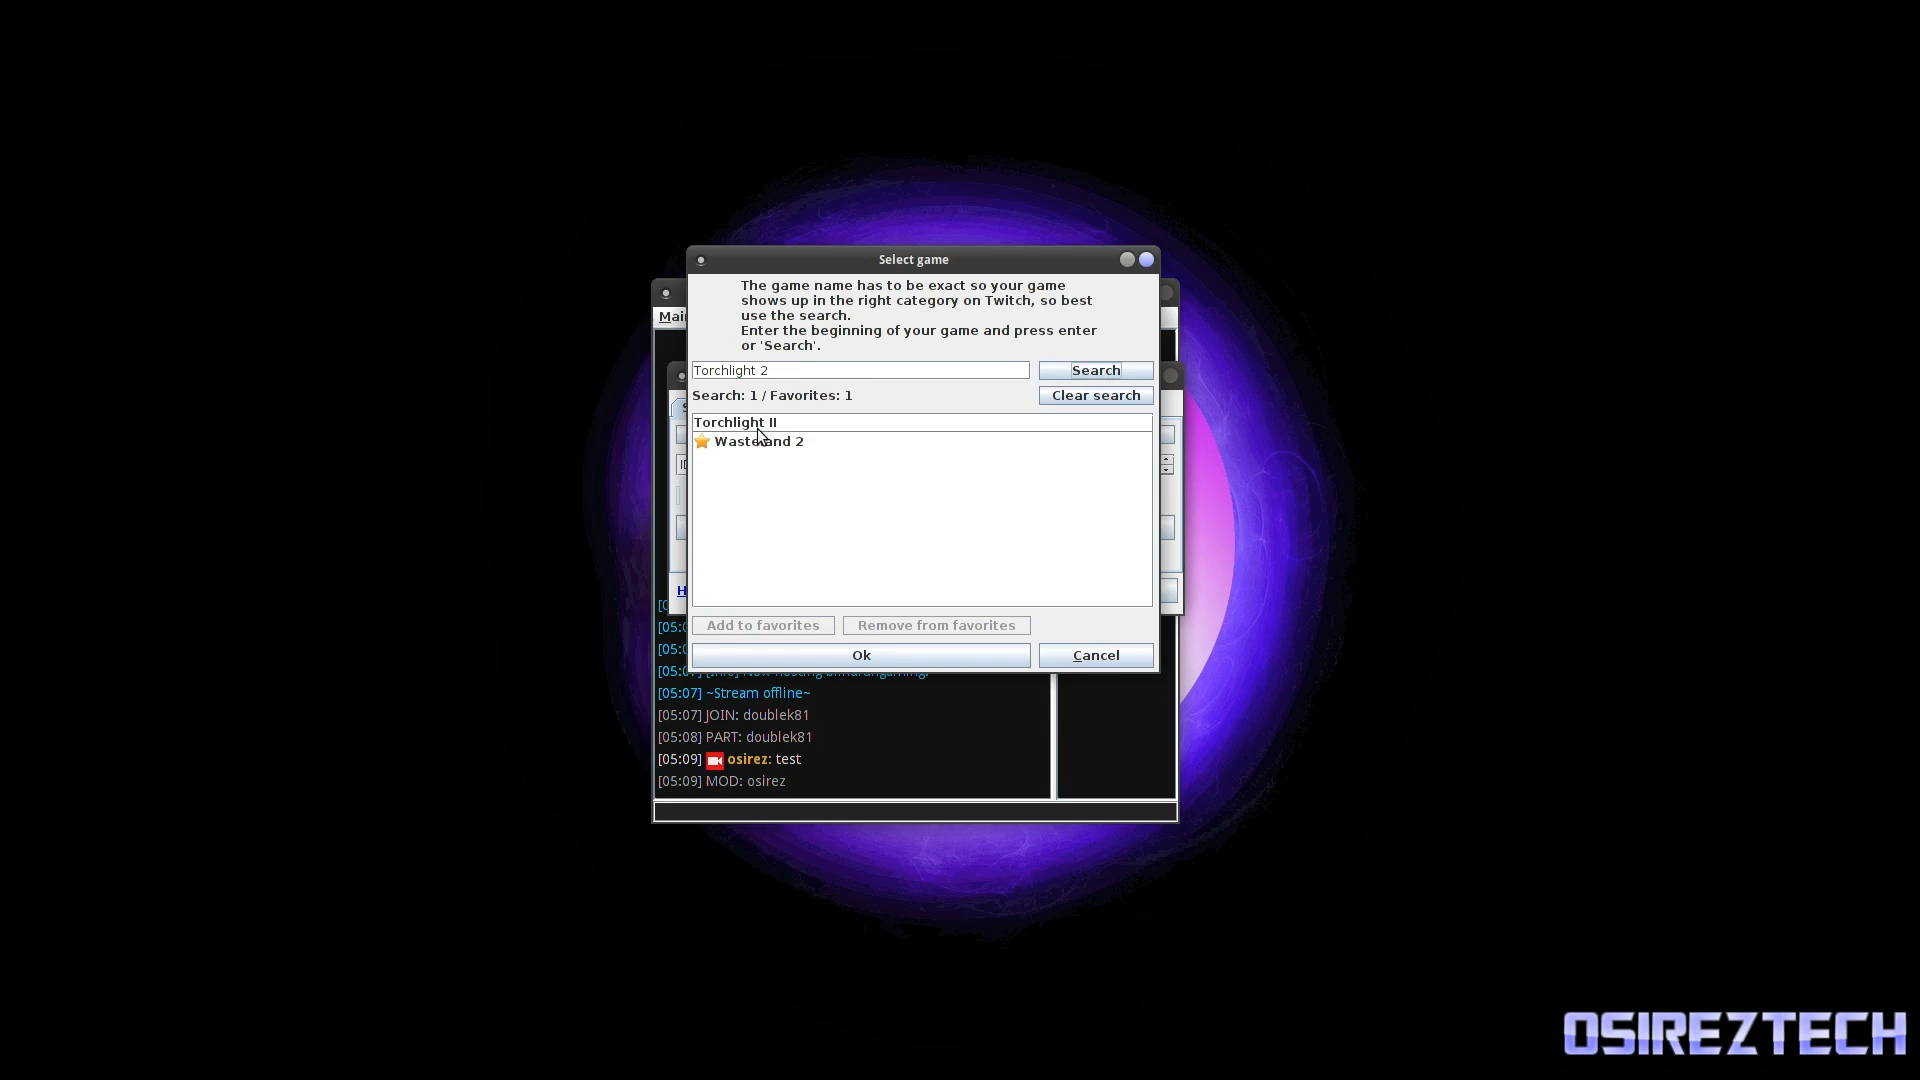 Select game
The game name has to be exact so your game
shows up in the right category on Twitch, so best
use the search.
Enter the beginning of your game and press enter
or 'Search'.
Main
Torchlight 2
Search
Search: 1 / Favorites: 1
Clear search
Torchlight II
Wasteland 2
Add to favorites
Remove from favorites
Ok
Cancel
[05:07] ~Stream offline~
[05:07] JOIN: doublek81
[05:08] PART: doublek81
[05:09] osirez: test
[05:09] MOD: osirez
OSIREZTECH